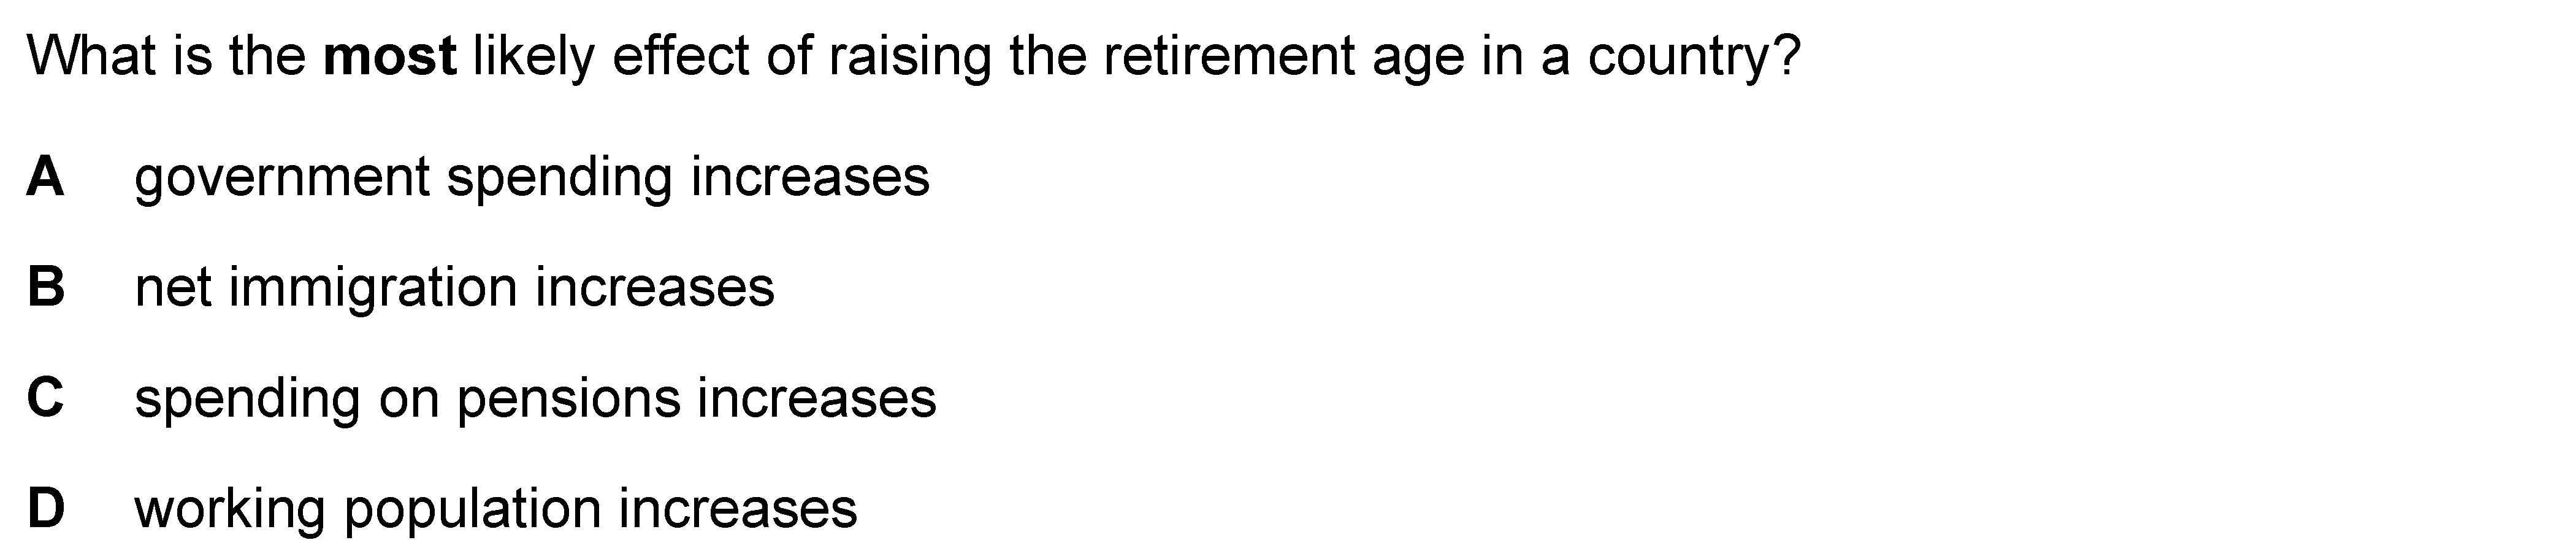 What is the most likely effect of raising the retirement age in a country?
A government spending increases
B net immigration increases
C spending on pensions increases
D working population increases